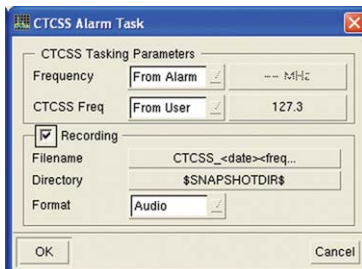 CTCSS Alarm Task
CTCSS Tasking Parameters
Frequency From Alarm -- MHz
CTCSS Freq From User 127.3
Recording
Filename CTCSS_<date><freq...
Directory $SNAPSHOTDIR$
Format Audio
OK Cancel